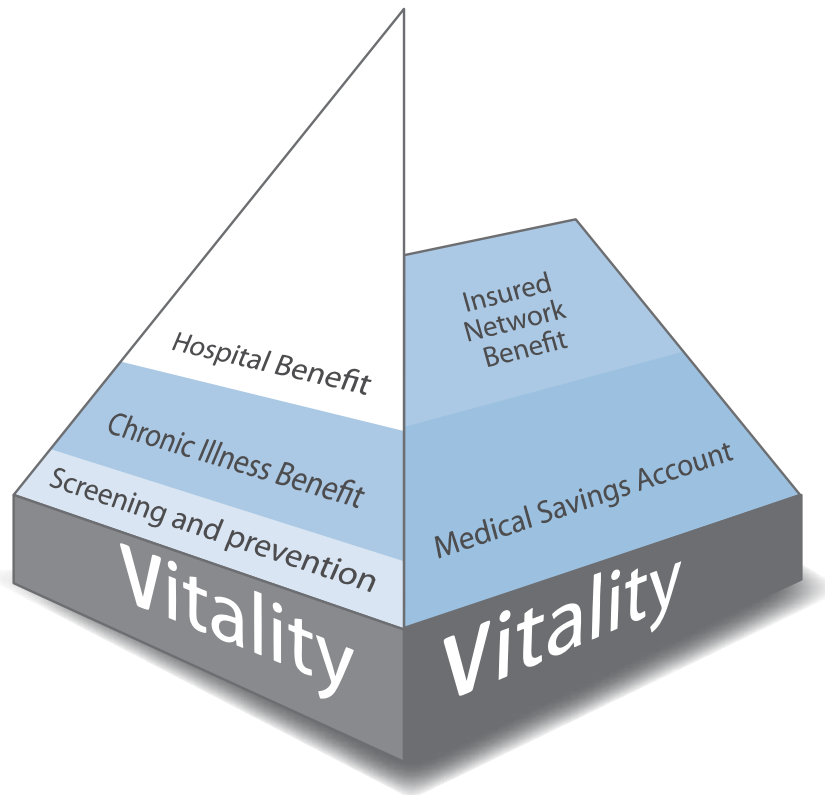 Hospital Benefit
Chronic Illness Benefit
Screening and prevention
Vitality
Insured
Network
Benefit
Medical Savings Account
Vitality